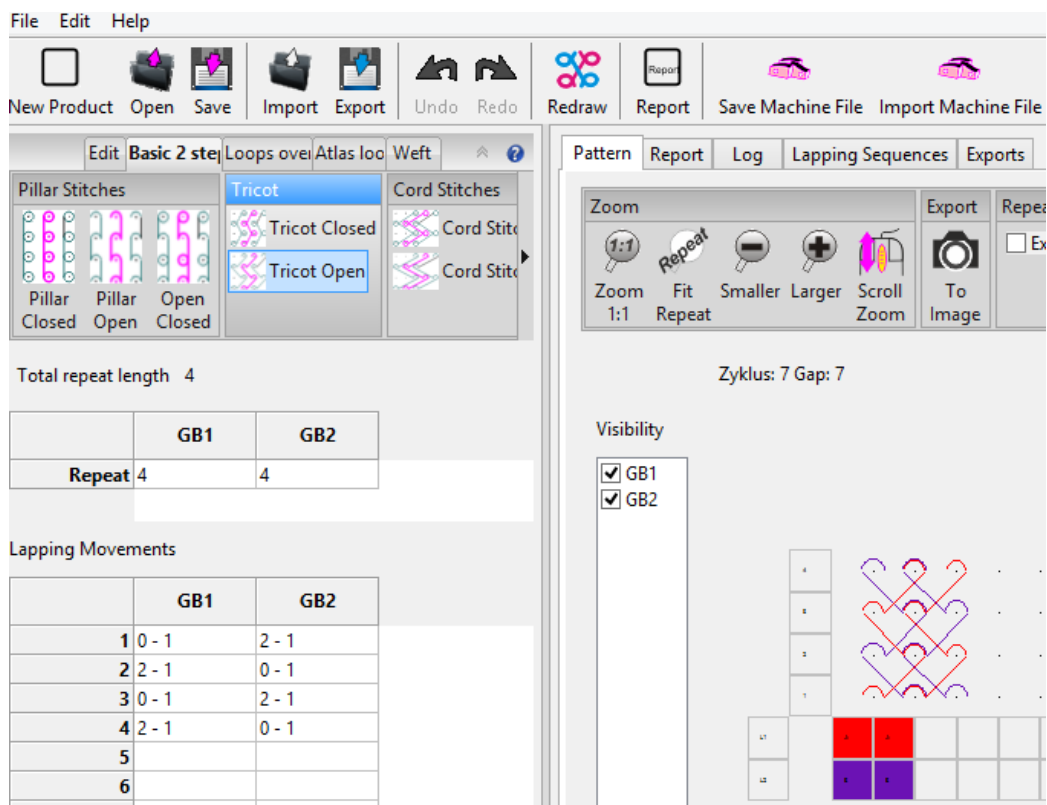 File Edit Help
New Product Open Save Import Export Undo Redo Redraw Report Save Machine File Import Machine File
Report
Edit Basic 2 step Loops over Atlas loo Weft
Pattern Report Log Lapping Sequences Exports
Pillar Stitches Tricot Cord Stitches
Tricot Closed Cord Stit
Tricot Open Cord Stit
Pillar Closed Pillar Open Open Closed
Zoom Export Repea
1:1 Repeat Ex
Zoom 1:1 Fit Repeat Smaller Larger Scroll Zoom To Image
Total repeat length 4
Zyklus: 7 Gap: 7
GB1 GB2
Repeat 4 4
Visibility
GB1
GB2
Lapping Movements
GB1 GB2
1 0 - 1 2 - 1
2 2 - 1 0 - 1
3 0 - 1 2 - 1
4 2 - 1 0 - 1
5
6